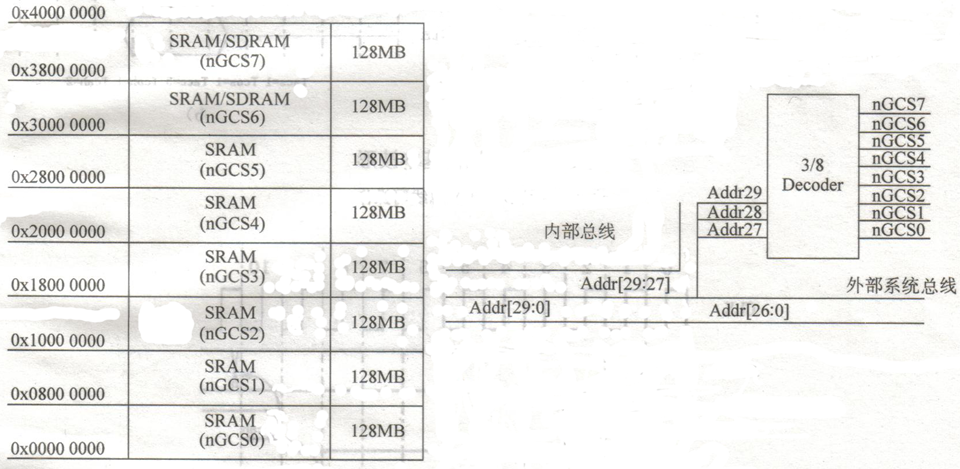 0x4000 0000
SRAM/SDRAM
(nGCS7)
128MB
0x3800 0000
SRAM/SDRAM
(nGCS6)
128MB
0x3000 0000
SRAM
(nGCS5)
128MB
0x2800 0000
SRAM
(nGCS4)
128MB
0x2000 0000
SRAM
(nGCS3)
128MB
0x1800 0000
SRAM
(nGCS2)
128MB
0x1000 0000
SRAM
(nGCS1)
128MB
0x0800 0000
SRAM
(nGCS0)
128MB
0x0000 0000
内部总线
Addr[29:27]
Addr[29:0]
Addr29
Addr28
Addr27
3/8
Decoder
nGCS7
nGCS6
nGCS5
nGCS4
nGCS3
nGCS2
nGCS1
nGCS0
外部系统总线
Addr[26:0]